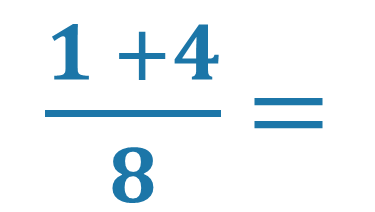 1 +4
8
=